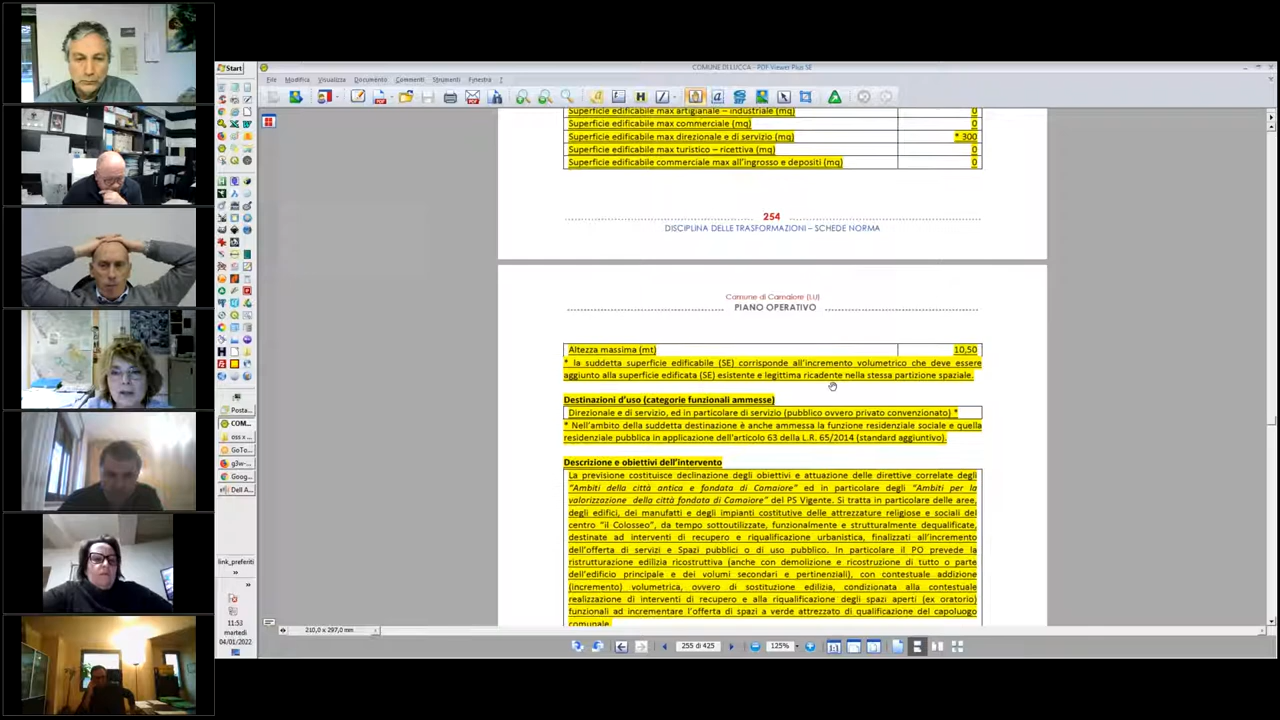 COMUNE DI LUCCA - PDF Viewer Plus SE
Start
File Modifica Visualizza Documento Commenti Strumenti Finestra ?
Superficie edificabile max artigianale – industriale (mq) 0
Superficie edificabile max commerciale (mq) 0
Superficie edificabile max direzionale e di servizio (mq) * 300
Superficie edificabile max turistico – ricettiva (mq) 0
Superficie edificabile commerciale max all'ingrosso e depositi (mq) 0
254
DISCIPLINA DELLE TRASFORMAZIONI – SCHEDE NORMA
Comune di Camaiore (LU)
PIANO OPERATIVO
Altezza massima (mt) 10,50
* la suddetta superficie edificabile (SE) corrisponde all'incremento volumetrico che deve essere
aggiunto alla superficie edificata (SE) esistente e legittima ricadente nella stessa partizione spaziale.
Destinazioni d'uso (categorie funzionali ammesse)
Direzionale e di servizio, ed in particolare di servizio (pubblico ovvero privato convenzionato) *
* Nell'ambito della suddetta destinazione è anche ammessa la funzione residenziale sociale e quella
residenziale pubblica in applicazione dell'articolo 63 della L.R. 65/2014 (standard aggiuntivo).
Descrizione e obiettivi dell'intervento
La previsione costituisce declinazione degli obiettivi e attuazione delle direttive correlate degli
"Ambiti della città antica e fondata di Camaiore" ed in particolare degli "Ambiti per la
valorizzazione della città fondata di Camaiore" del PS Vigente. Si tratta in particolare delle aree,
degli edifici, dei manufatti e degli impianti costitutive delle attrezzature religiose e sociali del
centro "il Colosseo", da tempo sottoutilizzate, funzionalmente e strutturalmente dequalificate,
destinate ad interventi di recupero e riqualificazione urbanistica, finalizzati all'incremento
dell'offerta di servizi e Spazi pubblici o di uso pubblico. In particolare il PO prevede la
ristrutturazione edilizia ricostruttiva (anche con demolizione e ricostruzione di tutto o parte
dell'edificio principale e dei volumi secondari e pertinenziali), con contestuale addizione
(incremento) volumetrica, ovvero di sostituzione edilizia, condizionata alla contestuale
realizzazione di interventi di recupero e alla riqualificazione degli spazi aperti (ex oratorio)
funzionali ad incrementare l'offerta di spazi a verde attrezzato di qualificazione del capoluogo
comunale.
Posta...
COM...
oss x ...
GoTo...
g3w-...
Goog...
Dell A...
link_preferiti
»
»
11:53
martedì
04/01/2022
210,0 x 297,0 mm
255 di 425
125%